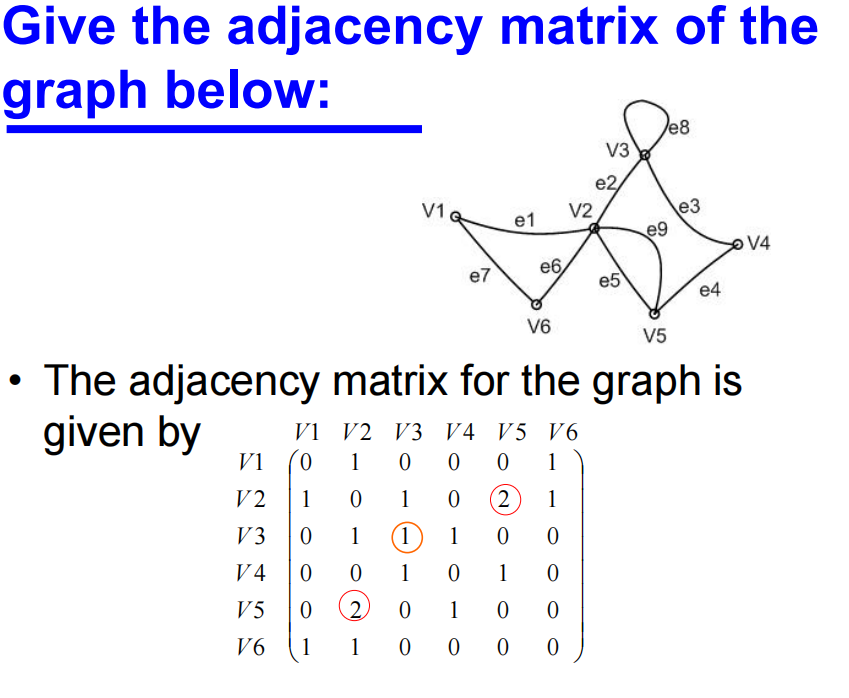 Give the adjacency matrix of the
graph below:
e8
V3
e2
V1
e1
V2
e3
e9
V4
e7
e6
e5
e4
V6
V5
• The adjacency matrix for the graph is
given by
V1 V2 V3 V4 V5 V6
V1 0 1 0 0 0 1
V2 1 0 1 0 2 1
V3 0 1 1 1 0 0
V4 0 0 1 0 1 0
V5 0 2 0 1 0 0
V6 1 1 0 0 0 0